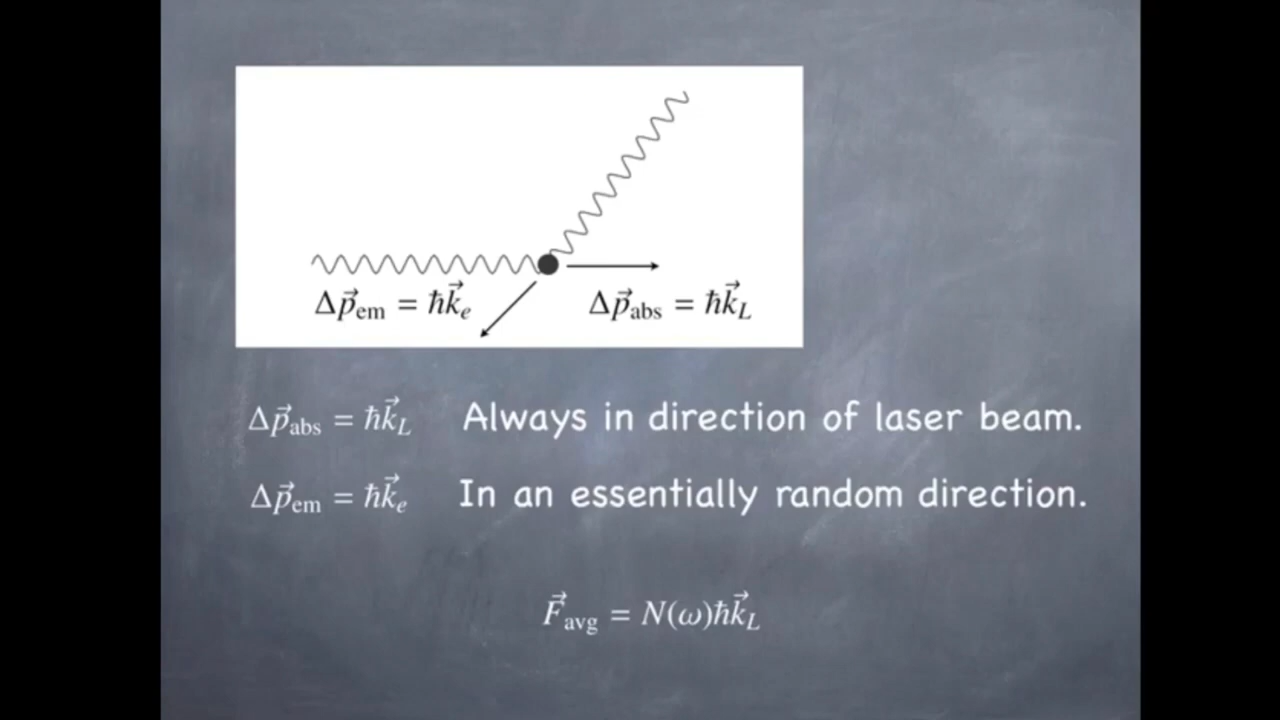 Δp⃗em = ħk⃗e Δp⃗abs = ħk⃗L
Δp⃗abs = ħk⃗L Always in direction of laser beam.
Δp⃗em = ħk⃗e In an essentially random direction.
F⃗avg = N(ω)ħk⃗L